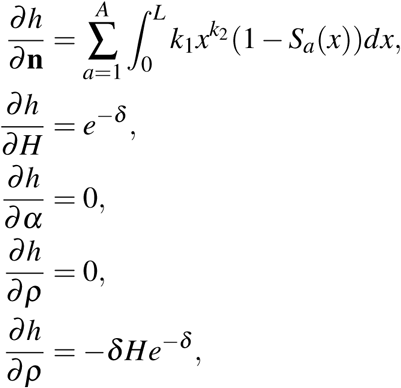 ∂h/∂𝐧 = ∑_{a=1}^{A} ∫_0^L k_1 x^{k_2} (1 − S_a(x))dx,
∂h/∂H = e^{−δ},
∂h/∂α = 0,
∂h/∂ρ = 0,
∂h/∂ρ = −δHe^{−δ},